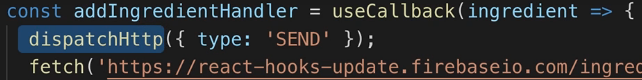 const addIngredientHandler = useCallback(ingredient => {
dispatchHttp({ type: 'SEND' });
fetch('https://react-hooks-update.firebaseio.com/ingred